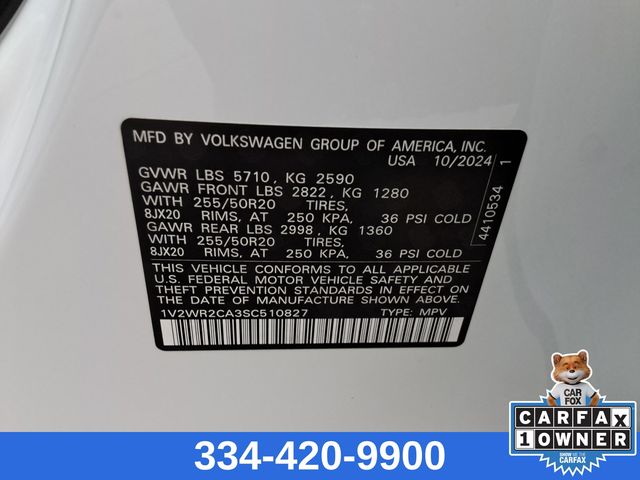 MFD BY VOLKSWAGEN GROUP OF AMERICA, INC.
USA 10/2024
GVWR LBS 5710, KG 2590
GAWR FRONT LBS 2822, KG 1280
WITH 255/50R20 TIRES,
8JX20 RIMS, AT 250 KPA, 36 PSI COLD
GAWR REAR LBS 2998, KG 1360
WITH 255/50R20 TIRES,
8JX20 RIMS, AT 250 KPA, 36 PSI COLD
THIS VEHICLE CONFORMS TO ALL APPLICABLE
U.S. FEDERAL MOTOR VEHICLE SAFETY AND
THEFT PREVENTION STANDARDS IN EFFECT ON
THE DATE OF MANUFACTURE SHOWN ABOVE.
1V2WR2CA3SC510827 TYPE: MPV
4410534 1
334-420-9900
CAR
FOX
CARFAX
1 OWNER
SHOW ME THE
CARFAX